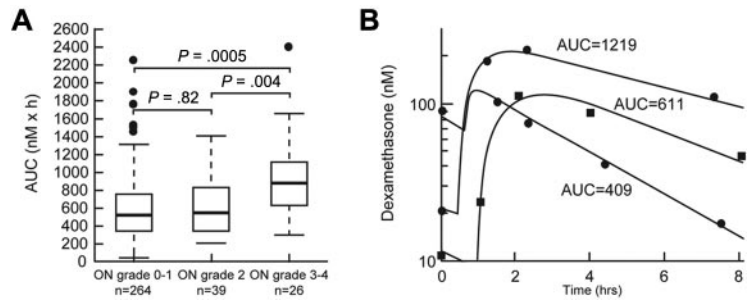 A
2600
2400
2200
2000
1800
1600
1400
1200
1000
800
600
400
200
0
AUC (nM x h)
P = .0005
P = .82
P = .004
ON grade 0-1
n=264
ON grade 2
n=39
ON grade 3-4
n=26
B
Dexamethasone (nM)
100
10
AUC=1219
AUC=611
AUC=409
0 2 4 6 8
Time (hrs)